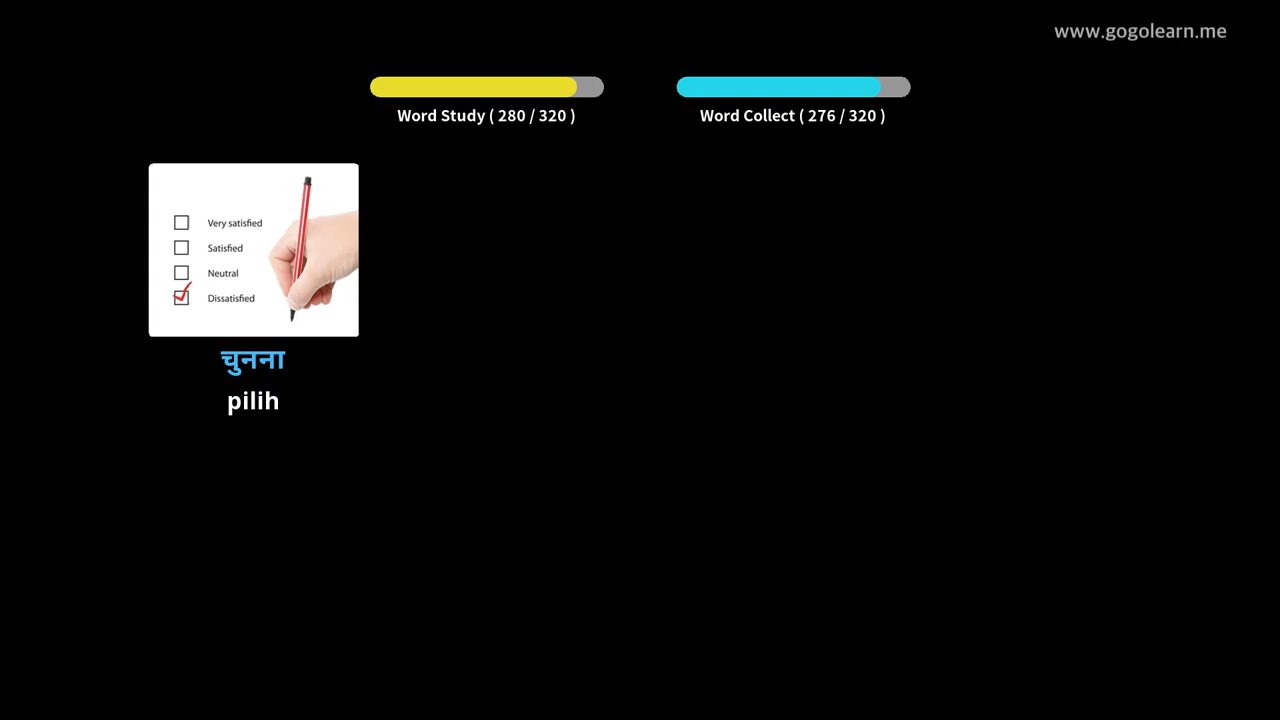 www.gogolearn.me
Word Study ( 280 / 320 )
Word Collect ( 276 / 320 )
Very satisfied
Satisfied
Neutral
Dissatisfied
चुनना
pilih